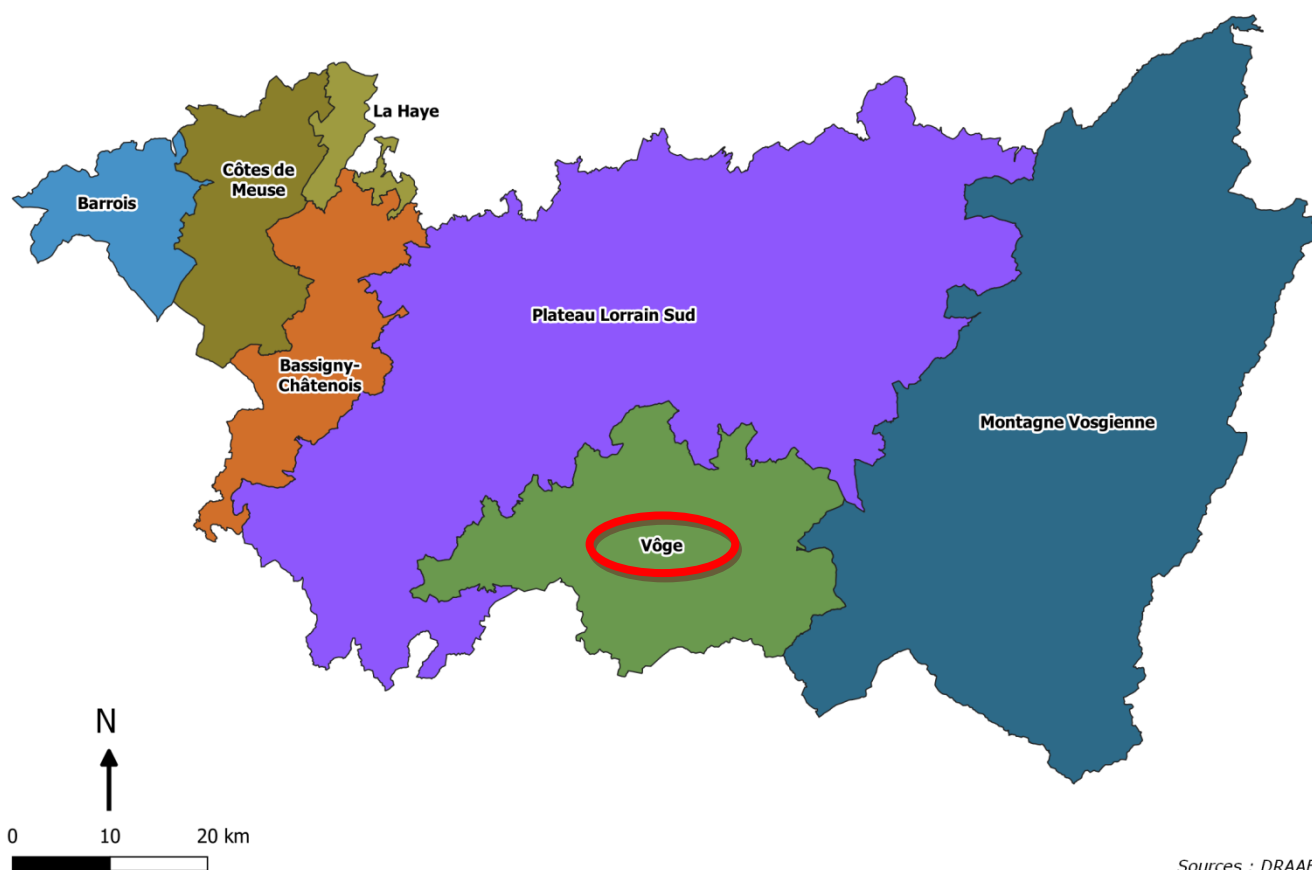 La Haye
Côtes de
Meuse
Barrois
Plateau Lorrain Sud
Bassigny-
Châtenois
Montagne Vosgienne
Vôge
N
0 10 20 km
Sources : DRAAF